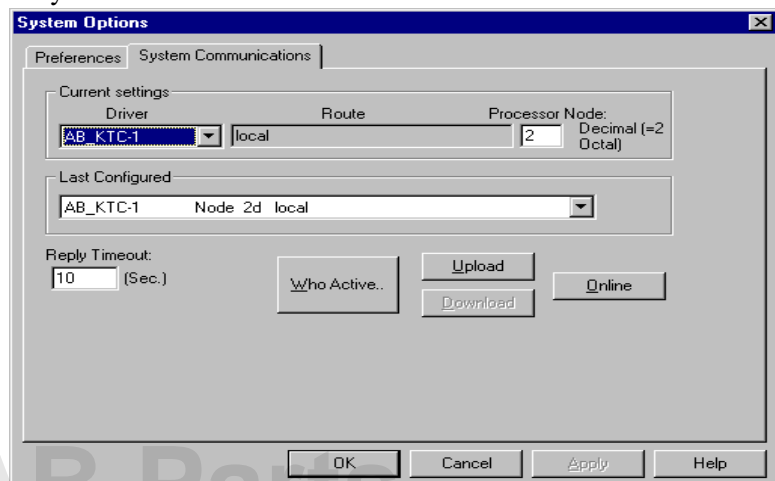 System Options
Preferences System Communications
Current settings
Driver Route Processor Node:
AB_KTC-1 local 2 Decimal (=2
Octal)
Last Configured
AB_KTC-1 Node 2d local
Reply Timeout:
10 (Sec.)
Who Active..
Upload
Download
Online
OK Cancel Apply Help